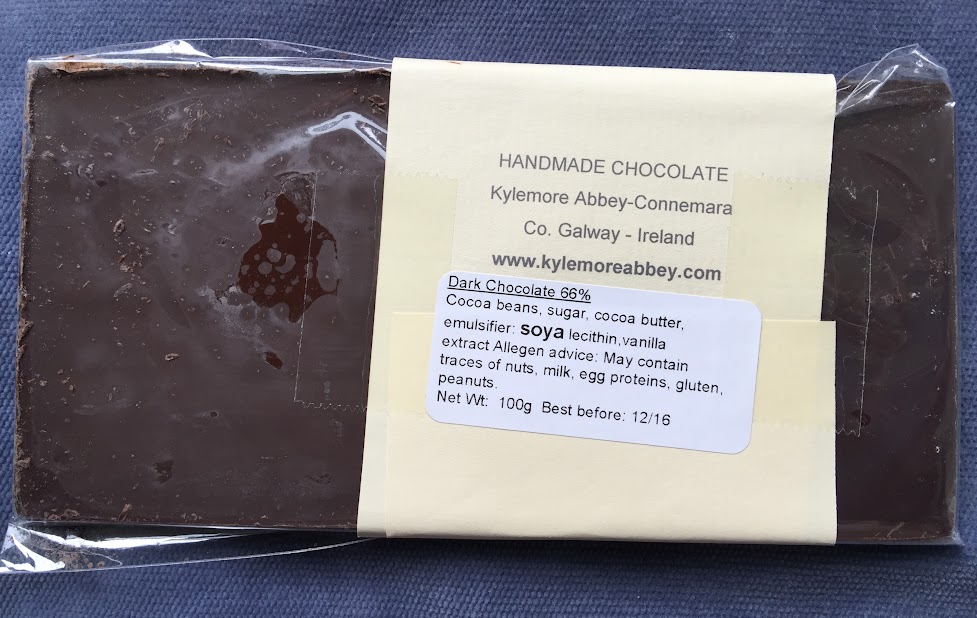 HANDMADE CHOCOLATE
Kylemore Abbey-Connemara
Co. Galway - Ireland
www.kylemoreabbey.com
Dark Chocolate 66%
Cocoa beans, sugar, cocoa butter,
emulsifier: soya lecithin,vanilla
extract Allegen advice: May contain
traces of nuts, milk, egg proteins, gluten,
peanuts.
Net Wt: 100g Best before: 12/16